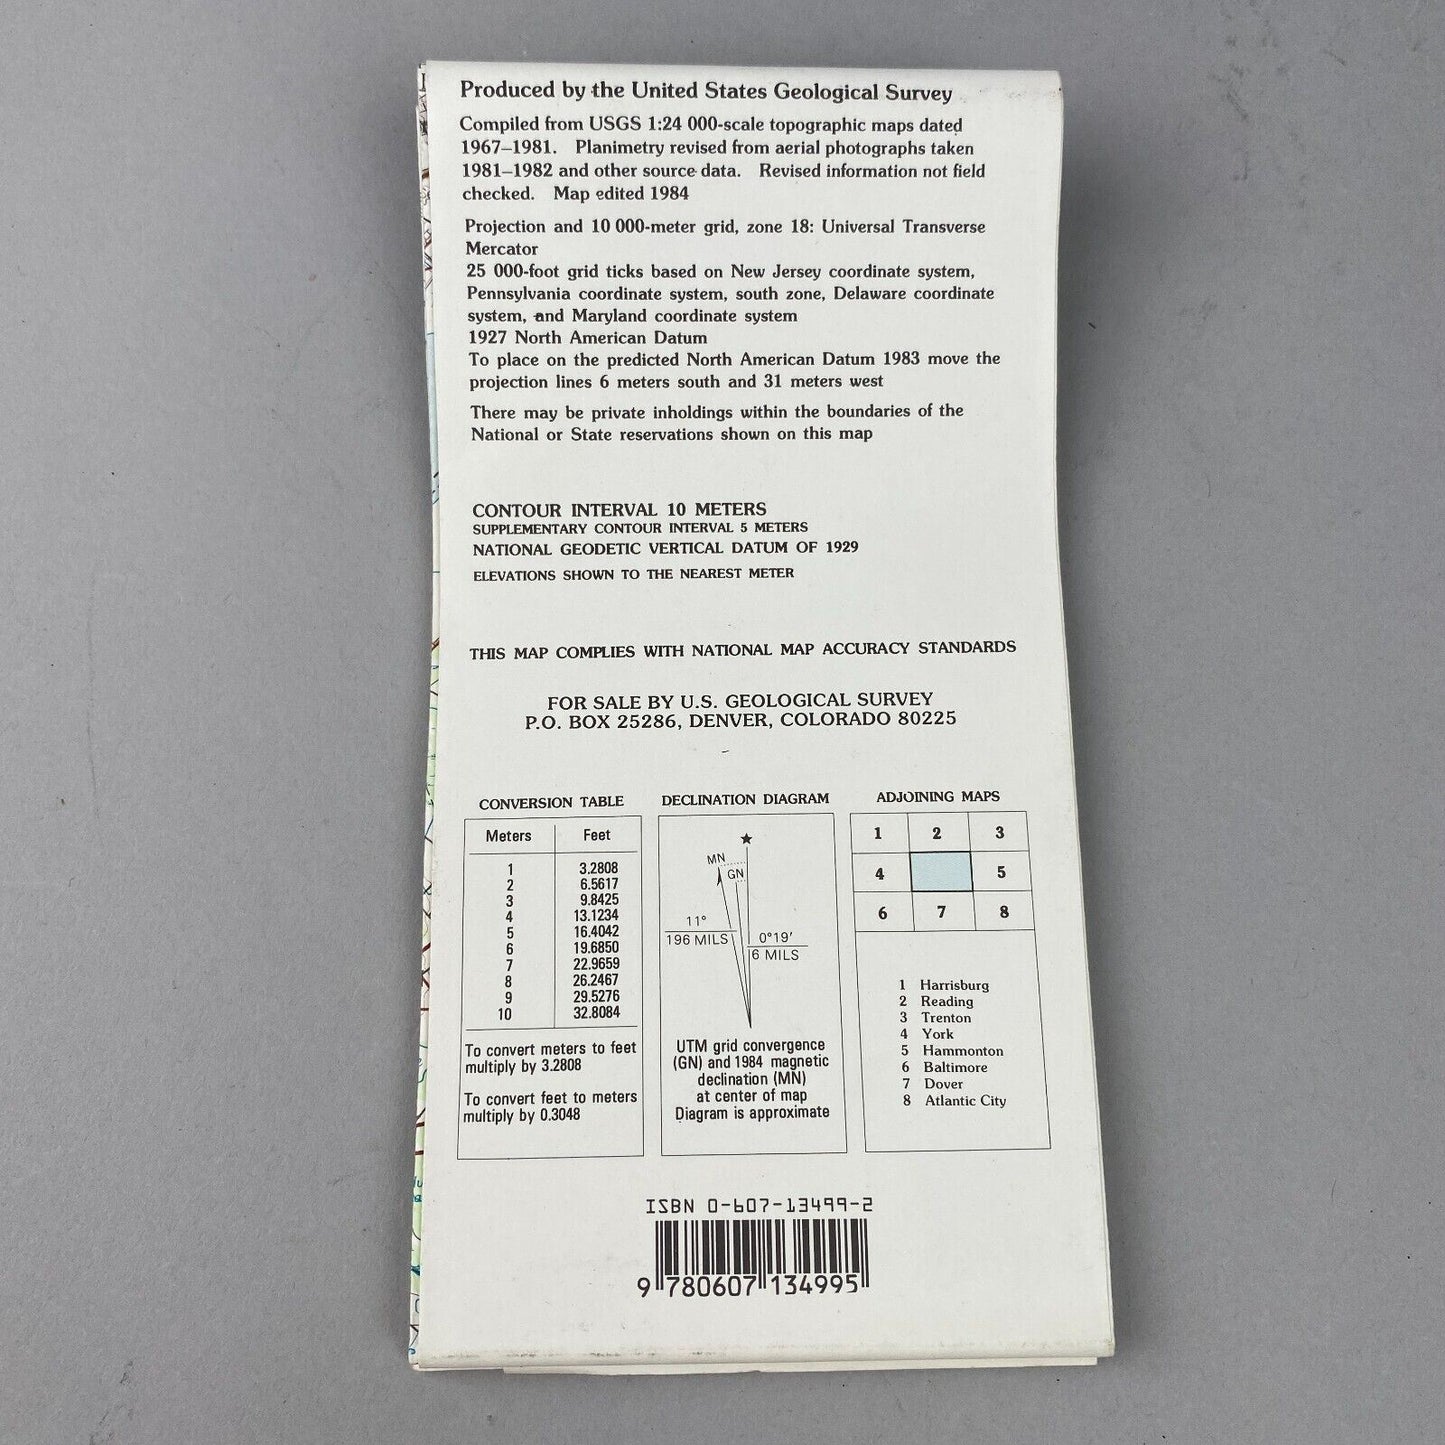 Produced by the United States Geological Survey
Compiled from USGS 1:24 000-scale topographic maps dated
1967–1981. Planimetry revised from aerial photographs taken
1981–1982 and other source data. Revised information not field
checked. Map edited 1984
Projection and 10 000-meter grid, zone 18: Universal Transverse
Mercator
25 000-foot grid ticks based on New Jersey coordinate system,
Pennsylvania coordinate system, south zone, Delaware coordinate
system, and Maryland coordinate system
1927 North American Datum
To place on the predicted North American Datum 1983 move the
projection lines 6 meters south and 31 meters west
There may be private inholdings within the boundaries of the
National or State reservations shown on this map
CONTOUR INTERVAL 10 METERS
SUPPLEMENTARY CONTOUR INTERVAL 5 METERS
NATIONAL GEODETIC VERTICAL DATUM OF 1929
ELEVATIONS SHOWN TO THE NEAREST METER
THIS MAP COMPLIES WITH NATIONAL MAP ACCURACY STANDARDS
FOR SALE BY U.S. GEOLOGICAL SURVEY
P.O. BOX 25286, DENVER, COLORADO 80225
CONVERSION TABLE
Meters Feet
1 3.2808
2 6.5617
3 9.8425
4 13.1234
5 16.4042
6 19.6850
7 22.9659
8 26.2467
9 29.5276
10 32.8084
To convert meters to feet
multiply by 3.2808
To convert feet to meters
multiply by 0.3048
DECLINATION DIAGRAM
MN
GN
11°
196 MILS
0°19′
6 MILS
UTM grid convergence
(GN) and 1984 magnetic
declination (MN)
at center of map
Diagram is approximate
ADJOINING MAPS
1 2 3
4 5
6 7 8
1 Harrisburg
2 Reading
3 Trenton
4 York
5 Hammonton
6 Baltimore
7 Dover
8 Atlantic City
ISBN 0-607-13499-2
9 780607 134995